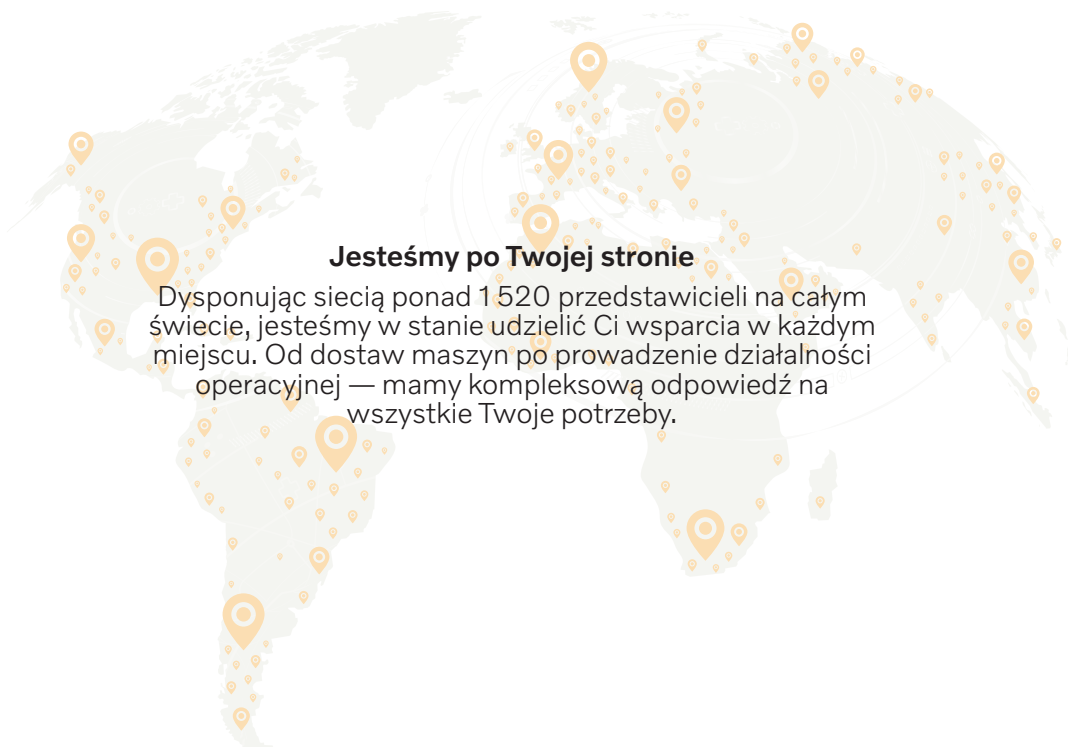 Jesteśmy po Twojej stronie
Dysponując siecią ponad 1 520 przedstawicieli na całym
świecie, jesteśmy w stanie udzielić Ci wsparcia w każdym
miejscu. Od dostaw maszyn po prowadzenie działalności
operacyjnej — mamy kompleksową odpowiedź na
wszystkie Twoje potrzeby.